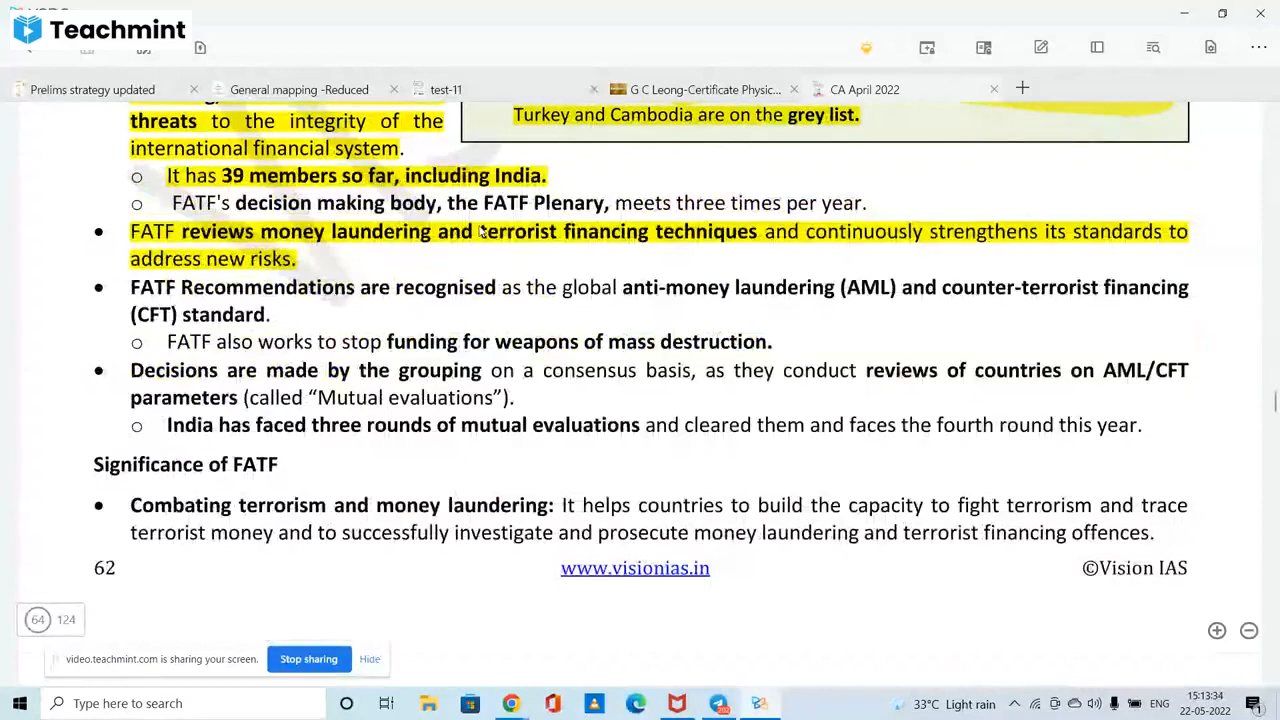 Teachmint
Prelims strategy updated
General mapping -Reduced
test-11
G C Leong-Certificate Physic...
CA April 2022
threats to the integrity of the
international financial system.
Turkey and Cambodia are on the grey list.
o It has 39 members so far, including India.
o FATF's decision making body, the FATF Plenary, meets three times per year.
• FATF reviews money laundering and terrorist financing techniques and continuously strengthens its standards to
address new risks.
• FATF Recommendations are recognised as the global anti-money laundering (AML) and counter-terrorist financing
(CFT) standard.
o FATF also works to stop funding for weapons of mass destruction.
• Decisions are made by the grouping on a consensus basis, as they conduct reviews of countries on AML/CFT
parameters (called “Mutual evaluations”).
o India has faced three rounds of mutual evaluations and cleared them and faces the fourth round this year.
Significance of FATF
• Combating terrorism and money laundering: It helps countries to build the capacity to fight terrorism and trace
terrorist money and to successfully investigate and prosecute money laundering and terrorist financing offences.
62 www.visionias.in ©Vision IAS
64 124
video.teachmint.com is sharing your screen. Stop sharing Hide
Type here to search
33°C Light rain ENG
15:13:34
22-05-2022